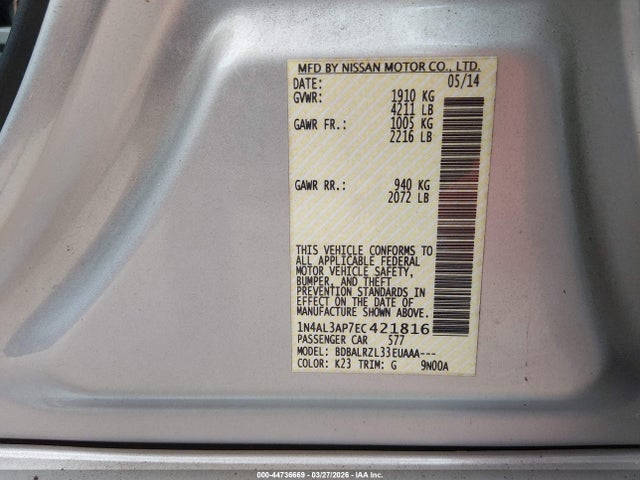 MFD BY NISSAN MOTOR CO., LTD.
DATE: 05/14
GVWR: 1910 KG
4211 LB
GAWR FR.: 1005 KG
2216 LB
GAWR RR.: 940 KG
2072 LB
THIS VEHICLE CONFORMS TO
ALL APPLICABLE FEDERAL
MOTOR VEHICLE SAFETY,
BUMPER, AND THEFT
PREVENTION STANDARDS IN
EFFECT ON THE DATE OF
MANUFACTURE SHOWN ABOVE.
1N4AL3AP7EC421816
PASSENGER CAR 577
MODEL: BDBALRZL33EUAAA---
COLOR: K23 TRIM: G 9N00A
000-44736669 - 03/27/2026 - IAA Inc.